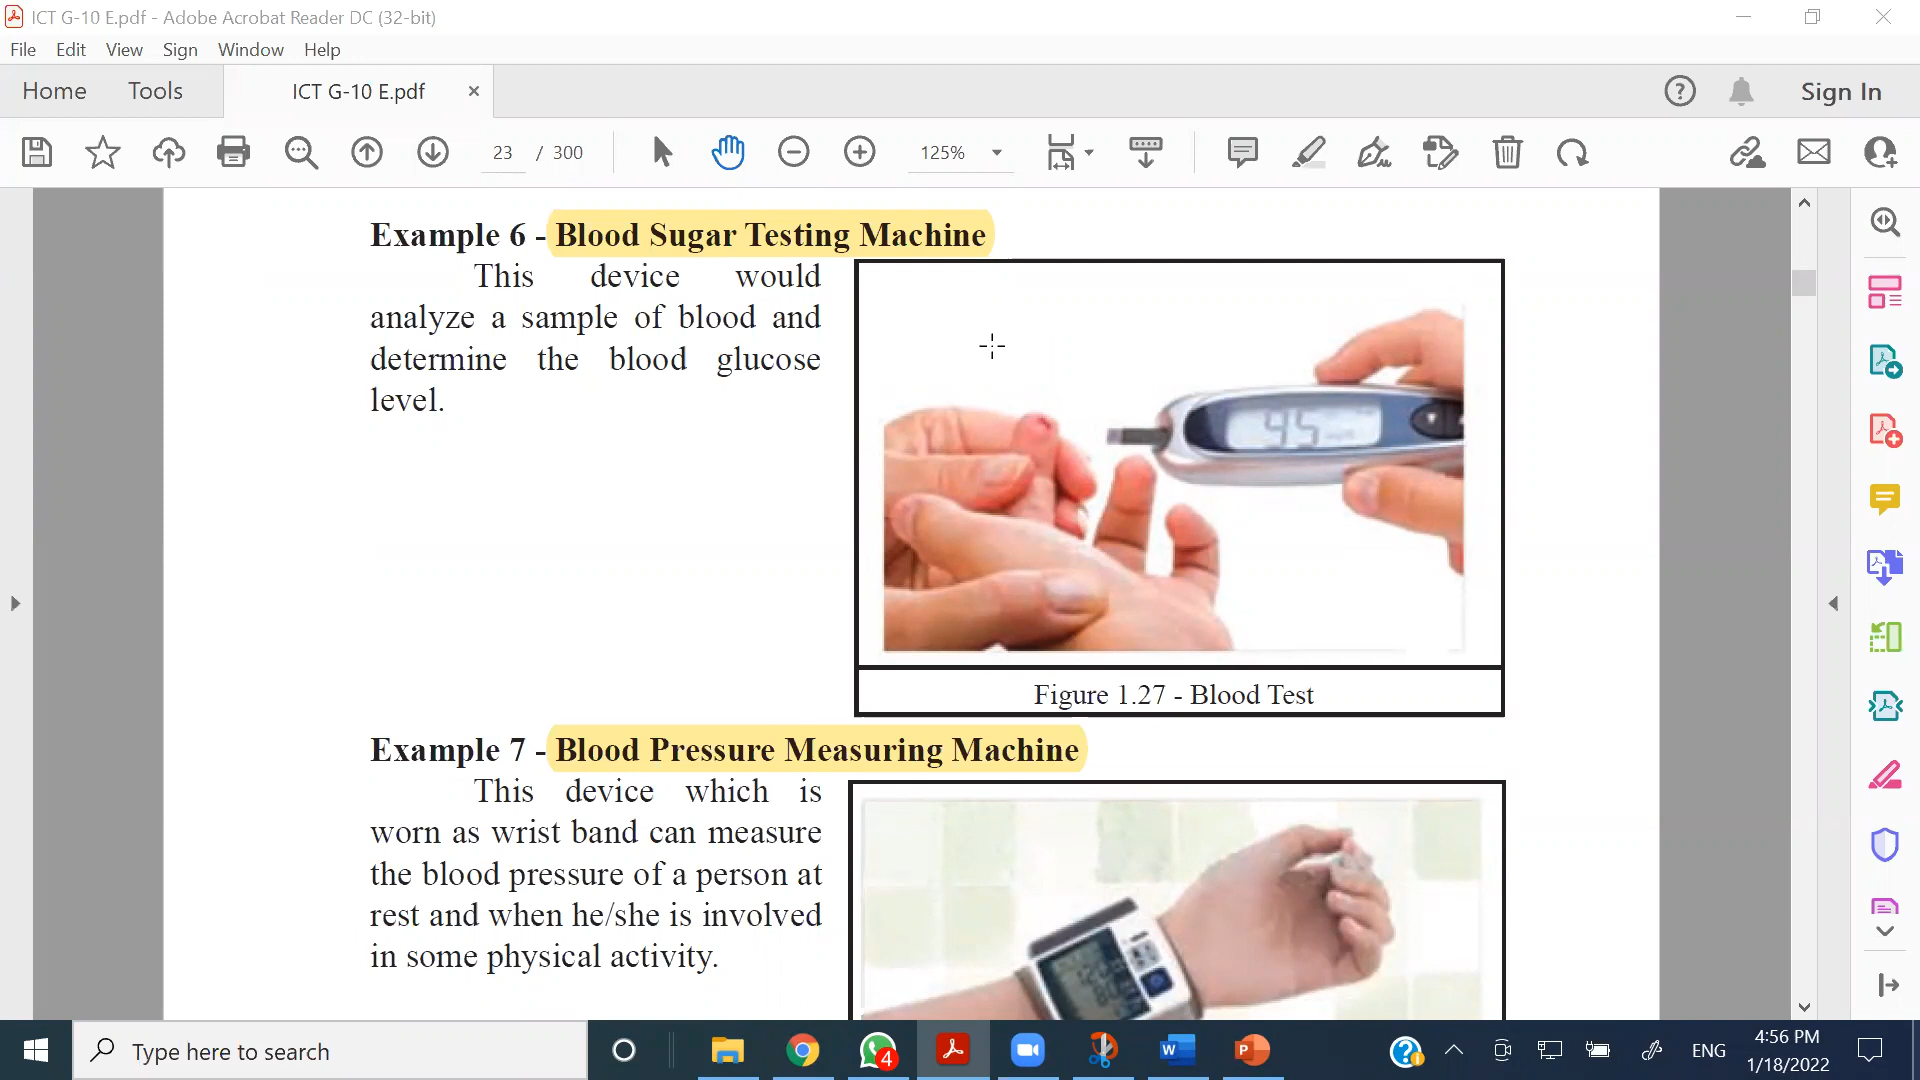 ICT G-10 E.pdf - Adobe Acrobat Reader DC (32-bit)
File Edit View Sign Window Help
Home Tools ICT G-10 E.pdf × Sign In
23 / 300 125%
Example 6 - Blood Sugar Testing Machine
This device would
analyze a sample of blood and
determine the blood glucose
level.
95
Figure 1.27 - Blood Test
Example 7 - Blood Pressure Measuring Machine
This device which is
worn as wrist band can measure
the blood pressure of a person at
rest and when he/she is involved
in some physical activity.
Type here to search
4
ENG
4:56 PM
1/18/2022